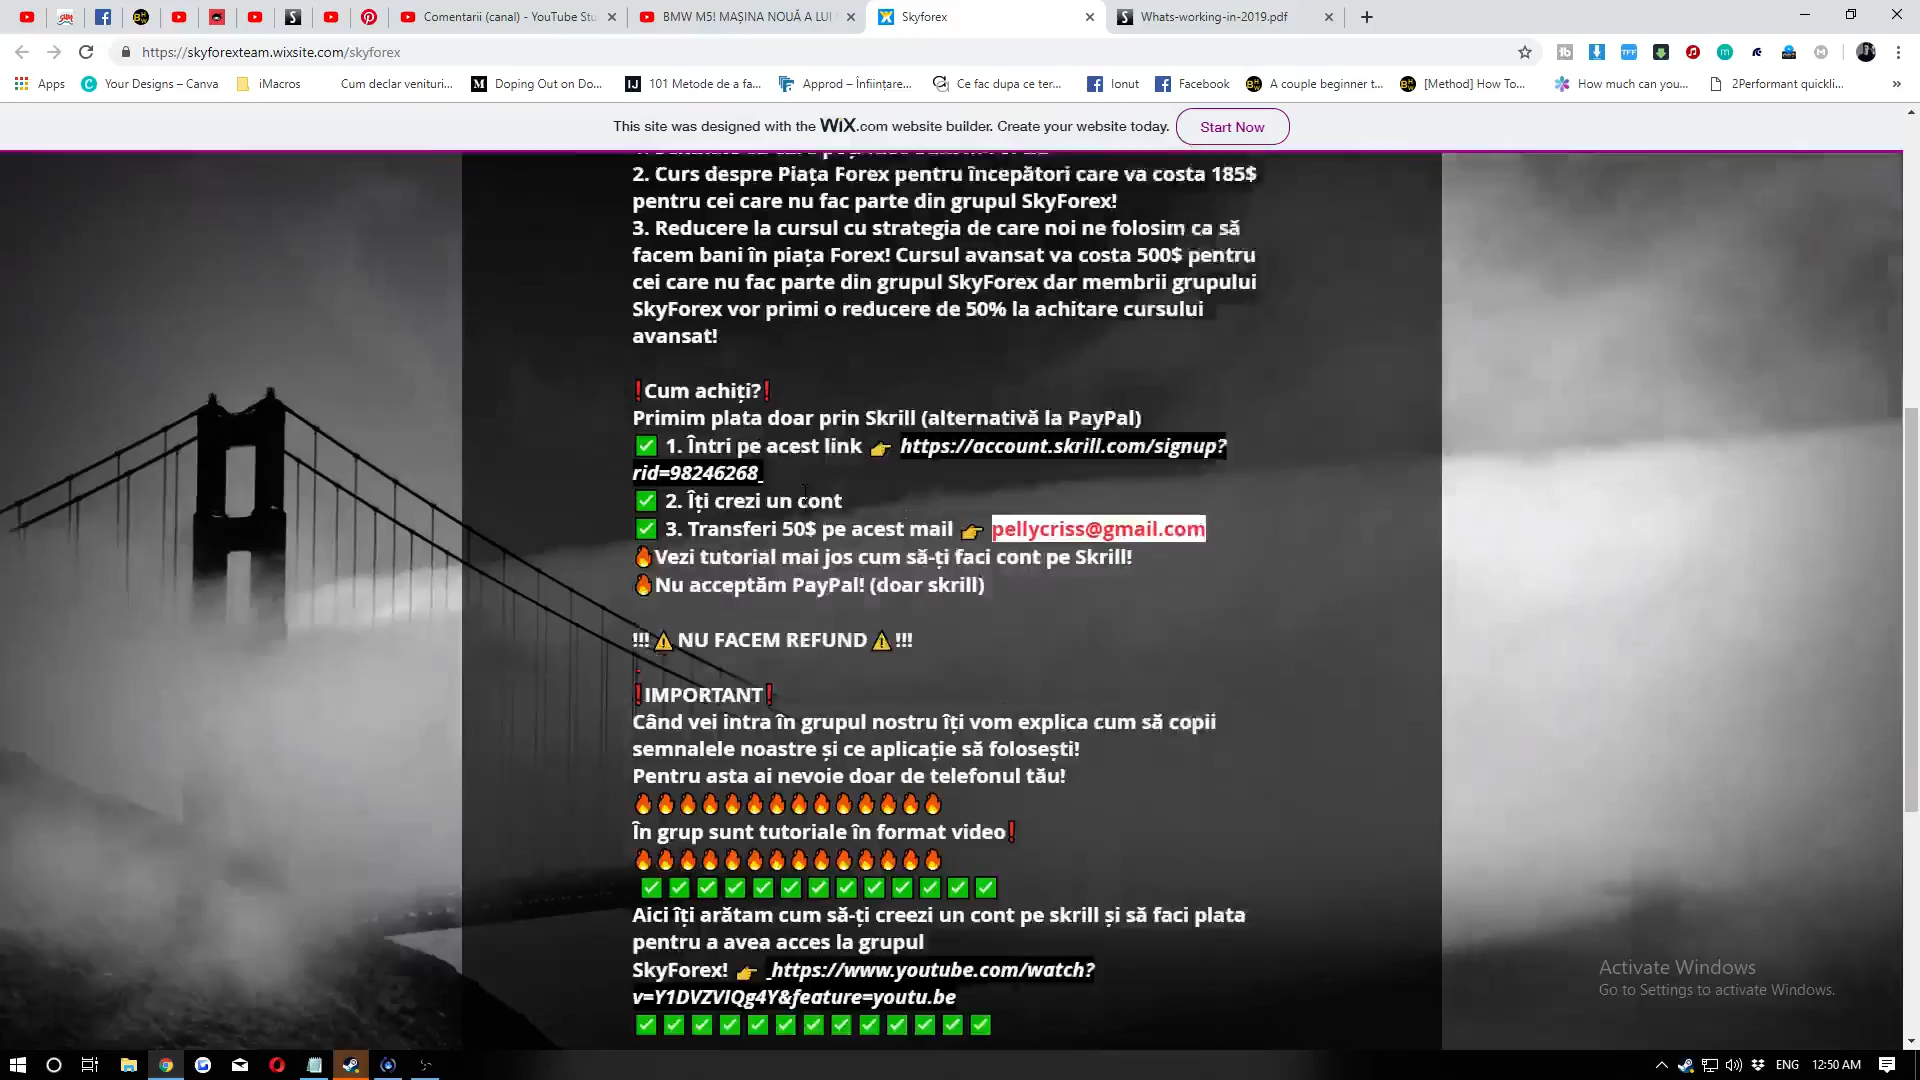 Comentarii (canal) - YouTube Stu
BMW M5! MAȘINA NOUĂ A LUI
Skyforex
Whats-working-in-2019.pdf
https://skyforexteam.wixsite.com/skyforex
Apps
Your Designes – Canva
iMacros
Cum declar venituri...
Doping Out on Do...
101 Metode de a fa...
Approd – Înființare...
Ce fac dupa ce ter...
Ionut
Facebook
A couple beginner t...
[Method] How To...
How much can you...
2Performant quickli...
This site was designed with the WiX.com website builder. Create your website today.
Start Now
2. Curs despre Piața Forex pentru începători care va costa 185$
pentru cei care nu fac parte din grupul SkyForex!
3. Reducere la cursul cu strategia de care noi ne folosim ca să
facem bani în piața Forex! Cursul avansat va costa 500$ pentru
cei care nu fac parte din grupul SkyForex dar membrii grupului
SkyForex vor primi o reducere de 50% la achitare cursului
avansat!
❗Cum achiți?❗
Primim plata doar prin Skrill (alternativă la PayPal)
✅ 1. Întri pe acest link 👉 https://account.skrill.com/signup?
rid=98246268_
✅ 2. Îți crezi un cont
✅ 3. Transferi 50$ pe acest mail 👉 pellycriss@gmail.com
🔥Vezi tutorial mai jos cum să-ți faci cont pe Skrill!
🔥Nu acceptăm PayPal! (doar skrill)
!!! ⚠ NU FACEM REFUND ⚠ !!!
❗IMPORTANT❗
Când vei intra în grupul nostru îți vom explica cum să copii
semnalele noastre și ce aplicație să folosești!
Pentru asta ai nevoie doar de telefonul tău!
🔥🔥🔥🔥🔥🔥🔥🔥🔥🔥🔥🔥🔥🔥
În grup sunt tutoriale în format video❗
🔥🔥🔥🔥🔥🔥🔥🔥🔥🔥🔥🔥🔥🔥
✅✅✅✅✅✅✅✅✅✅✅✅✅
Aici îți arătam cum să-ți creezi un cont pe skrill și să faci plata
pentru a avea acces la grupul
SkyForex! 👉 _https://www.youtube.com/watch?
v=Y1DVZVIQg4Y&feature=youtu.be
✅✅✅✅✅✅✅✅✅✅✅✅✅
Activate Windows
Go to Settings to activate Windows.
ENG
12:50 AM